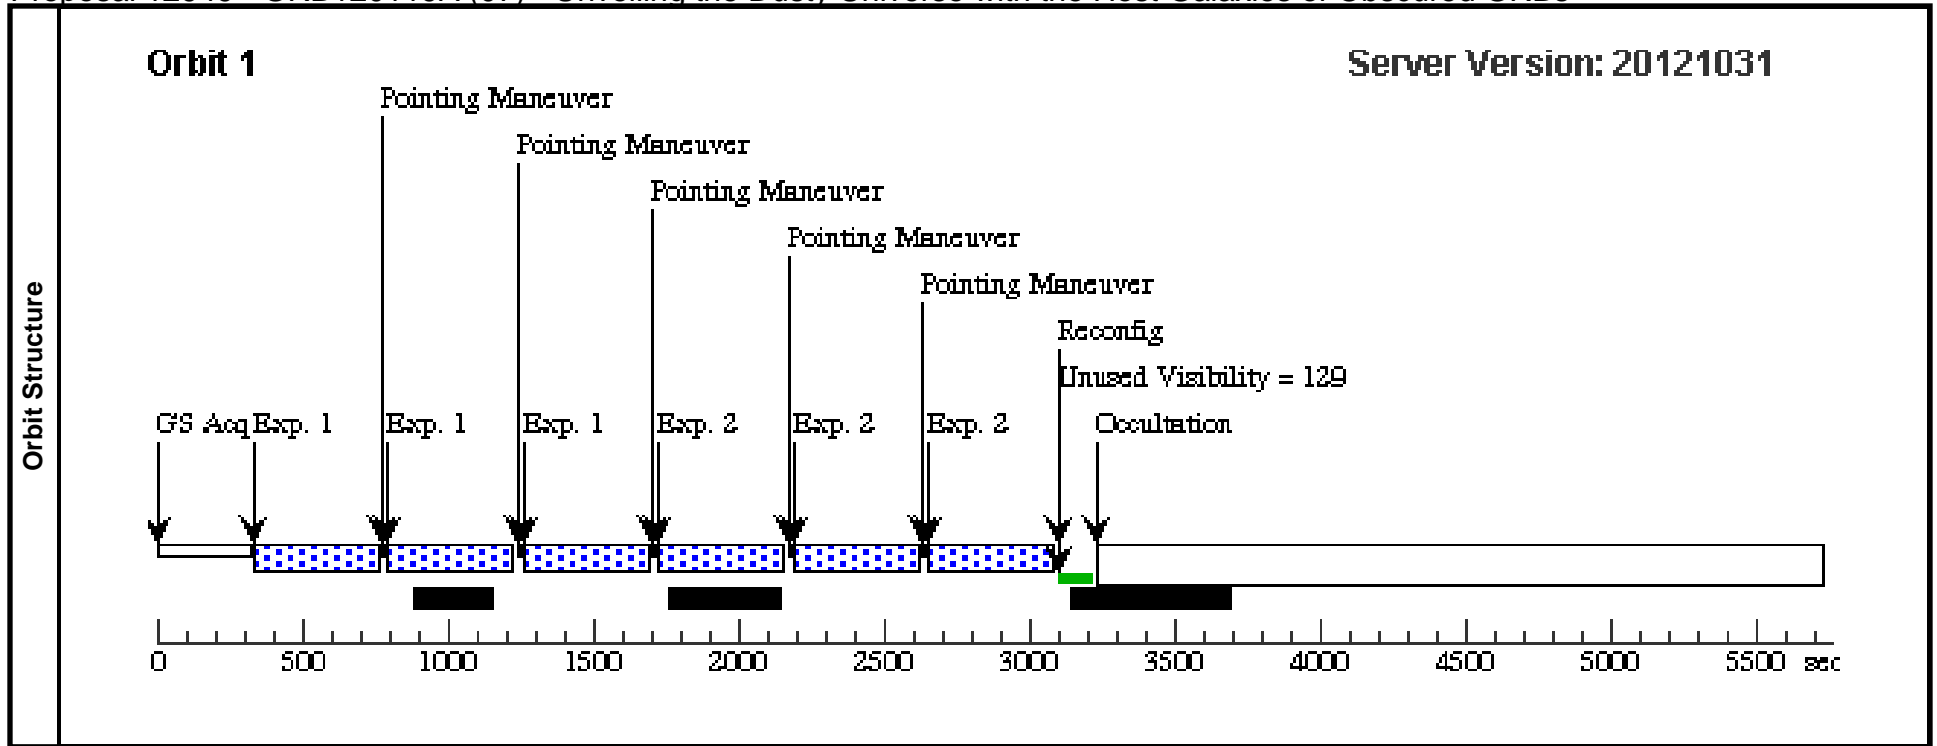 Orbit Structure
Orbit 1
Server Version: 20121031
Pointing Maneuver
Pointing Maneuver
Pointing Maneuver
Pointing Maneuver
Pointing Maneuver
Reconfig
Unused Visibility = 129
GS Acq Exp. 1 Exp. 1 Exp. 1 Exp. 2 Exp. 2 Exp. 2 Occultation
0 500 1000 1500 2000 2500 3000 3500 4000 4500 5000 5500 sec